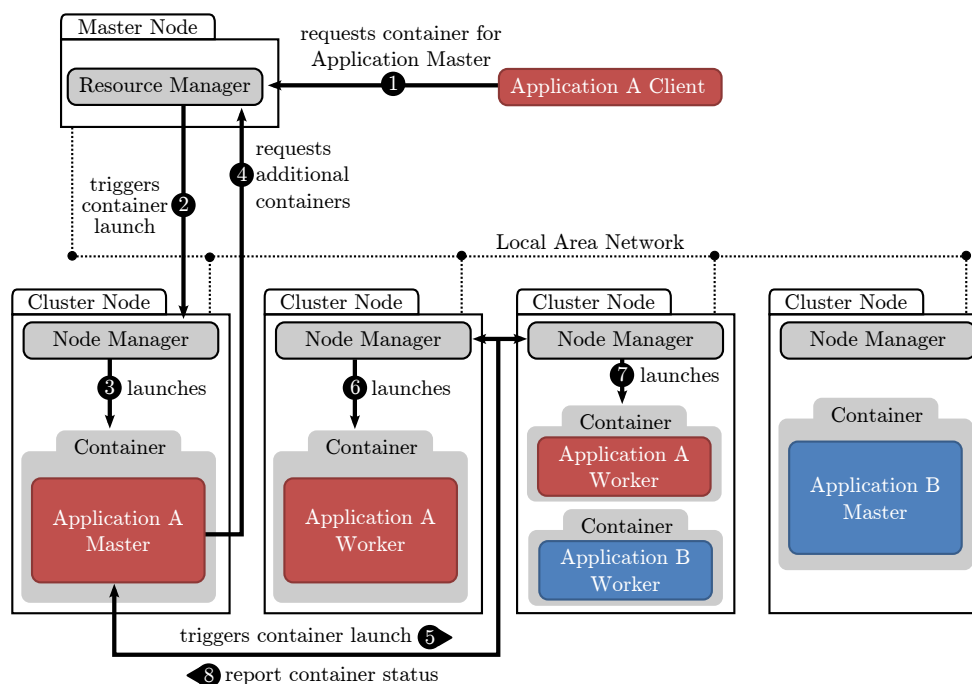 Master Node
requests container for
Application Master
Resource Manager
1
Application A Client
requests
4 additional
containers
triggers
container 2
launch
Local Area Network
Cluster Node
Cluster Node
Cluster Node
Cluster Node
Node Manager
Node Manager
Node Manager
Node Manager
3 launches
6 launches
7 launches
Container
Application A
Master
Container
Application A
Worker
Container
Application A
Worker
Container
Application B
Worker
Container
Application B
Master
triggers container launch 5
8 report container status